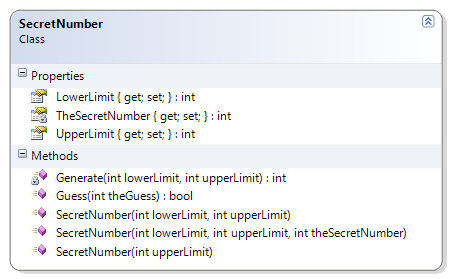 SecretNumber
Class
Properties
LowerLimit { get; set; } : int
TheSecretNumber { get; set; } : int
UpperLimit { get; set; } : int
Methods
Generate(int lowerLimit, int upperLimit) : int
Guess(int theGuess) : bool
SecretNumber(int lowerLimit, int upperLimit)
SecretNumber(int lowerLimit, int upperLimit, int theSecretNumber)
SecretNumber(int upperLimit)